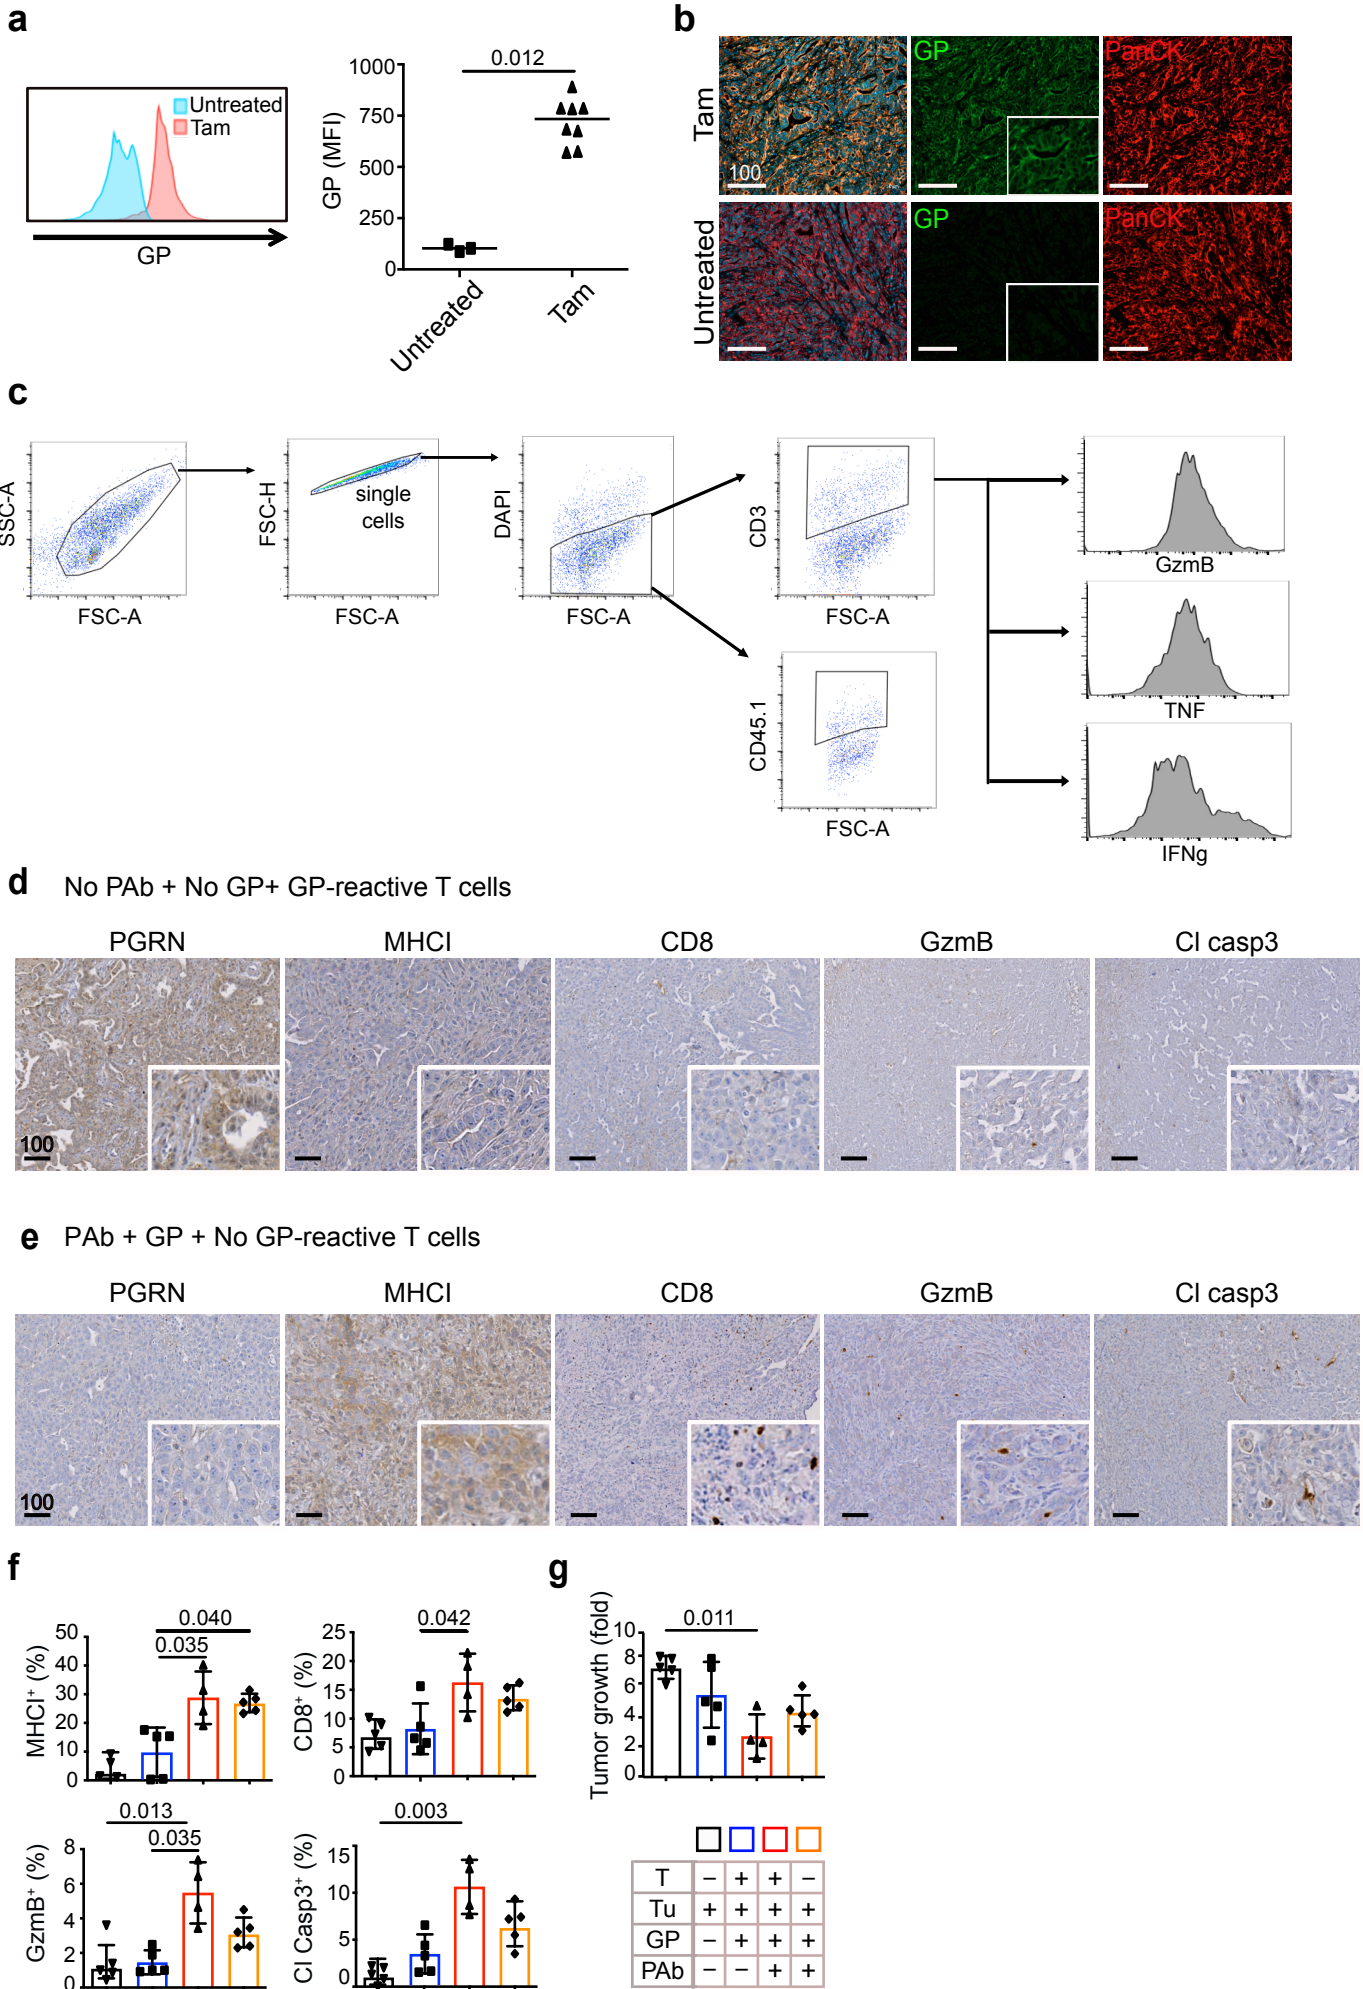 a
Untreated
Tam
GP
0.012
1000
750
500
250
0
GP (MFI)
Untreated
Tam
b
Tam
Untreated
GP
PanCK
100
GP
PanCK
c
SSC-A
FSC-A
FSC-H
single
cells
FSC-A
DAPI
FSC-A
CD3
FSC-A
CD45.1
FSC-A
GzmB
TNF
IFNg
d No PAb + No GP+ GP-reactive T cells
PGRN MHCI CD8 GzmB Cl casp3
100
e PAb + GP + No GP-reactive T cells
PGRN MHCI CD8 GzmB Cl casp3
100
f
MHCI+ (%)
50
40
30
20
10
0
0.040
0.035
CD8+ (%)
25
20
15
10
5
0
0.042
GzmB+ (%)
8
6
4
2
0
0.013
0.035
Cl Casp3+ (%)
15
10
5
0
0.003
g
Tumor growth (fold)
10
8
6
4
2
0
0.011
T − + + −
Tu + + + +
GP − + + +
PAb − − + +